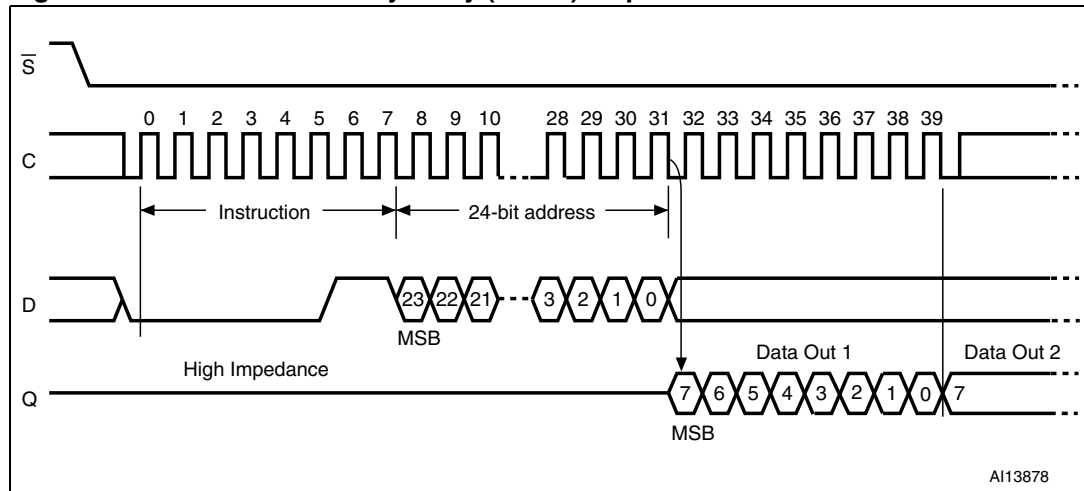 S
0 1 2 3 4 5 6 7 8 9 10 28 29 30 31 32 33 34 35 36 37 38 39
C
Instruction 24-bit address
D 23 22 21 3 2 1 0
MSB
High Impedance Data Out 1 Data Out 2
Q 7 6 5 4 3 2 1 0 7
MSB
AI13878